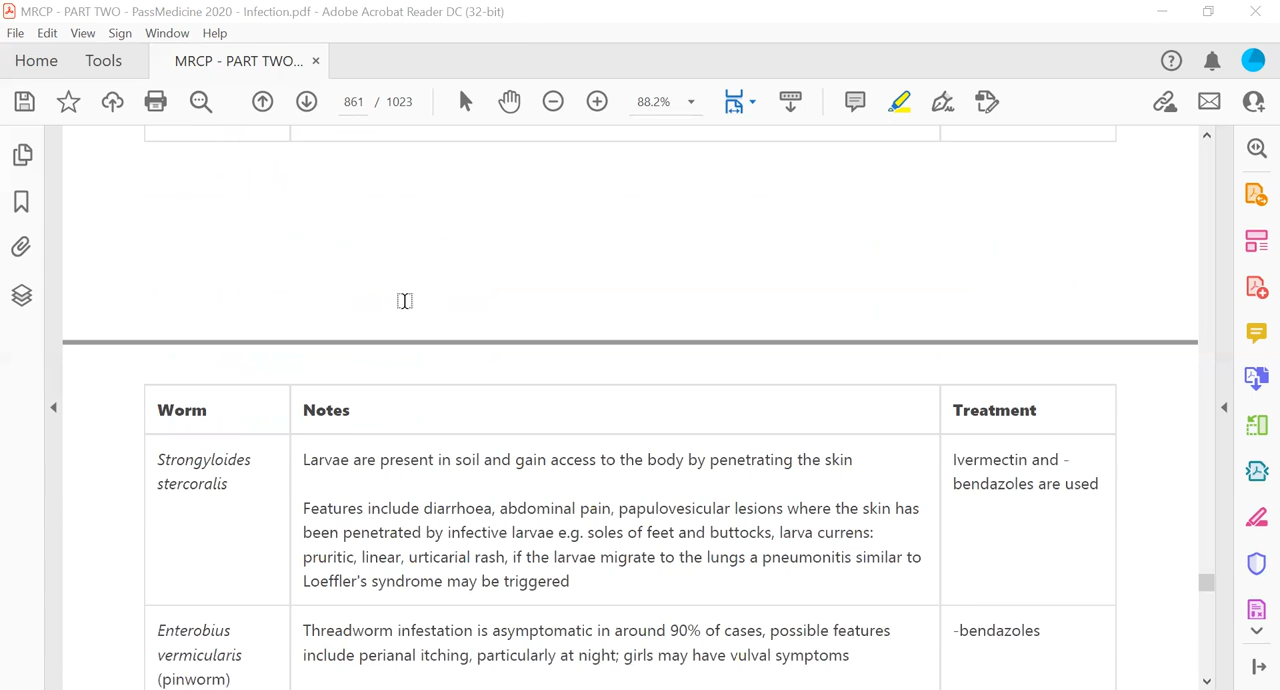 MRCP - PART TWO - PassMedicine 2020 - Infection.pdf - Adobe Acrobat Reader DC (32-bit)
File Edit View Sign Window Help
Home Tools MRCP - PART TWO... ×
861 / 1023 88.2%
Worm Notes Treatment
Strongyloides Larvae are present in soil and gain access to the body by penetrating the skin Ivermectin and -
stercoralis bendazoles are used
Features include diarrhoea, abdominal pain, papulovesicular lesions where the skin has
been penetrated by infective larvae e.g. soles of feet and buttocks, larva currens:
pruritic, linear, urticarial rash, if the larvae migrate to the lungs a pneumonitis similar to
Loeffler's syndrome may be triggered
Enterobius Threadworm infestation is asymptomatic in around 90% of cases, possible features -bendazoles
vermicularis include perianal itching, particularly at night; girls may have vulval symptoms
(pinworm)